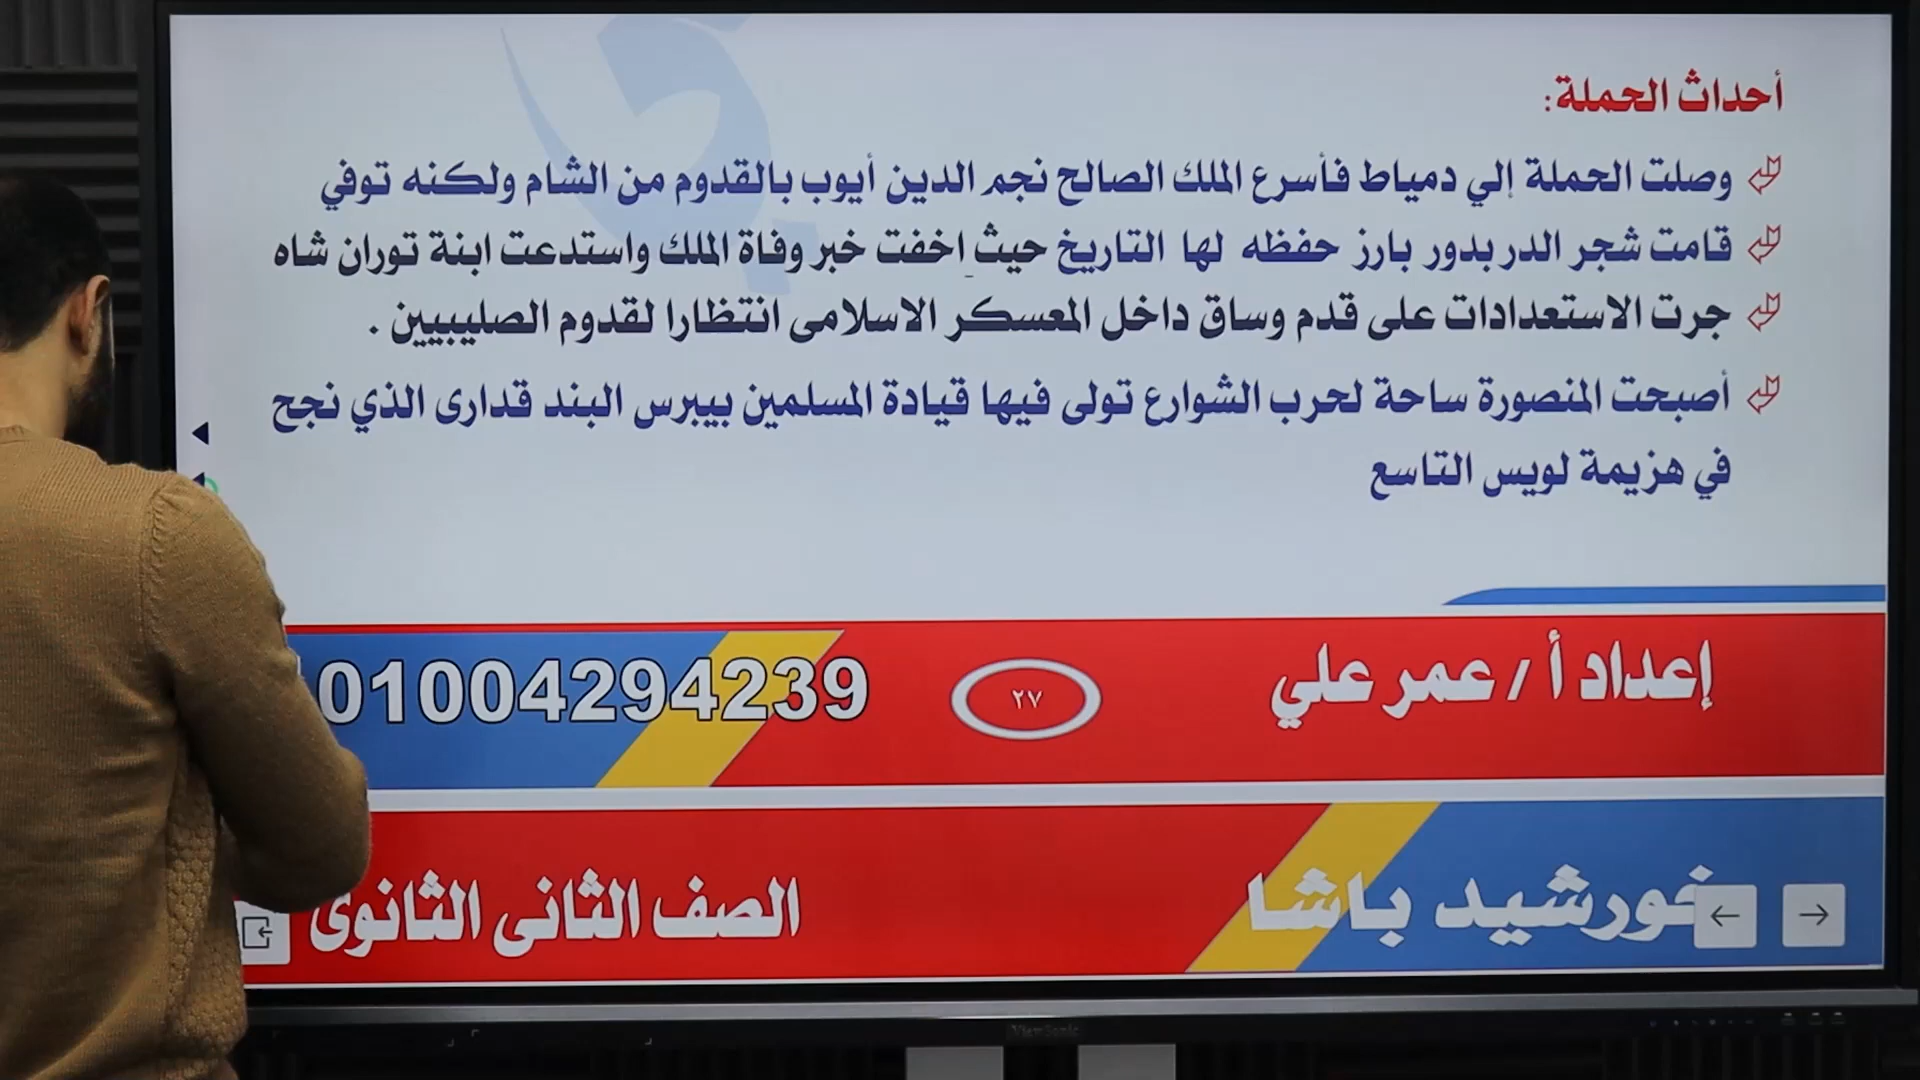 أحداث الحملة:
وصلت الحملة إلي دمياط فأسرع الملك الصالح نجم الدين أيوب بالقدوم من الشام ولكنه توفي
قامت شجر الدر بدور بارز حفظه لها التاريخ حيث اخفت خبر وفاة الملك واستدعت ابنة توران شاه
جرت الاستعدادات على قدم وساق داخل المعسكر الاسلامى انتظارا لقدوم الصليبيين .
أصبحت المنصورة ساحة لحرب الشوارع تولى فيها قيادة المسلمين بيبرس البند قدارى الذي نجح
في هزيمة لويس التاسع
إعداد أ / عمر علي
٢٧
01004294239
خورشيد باشا
الصف الثانى الثانوى
ViewSonic